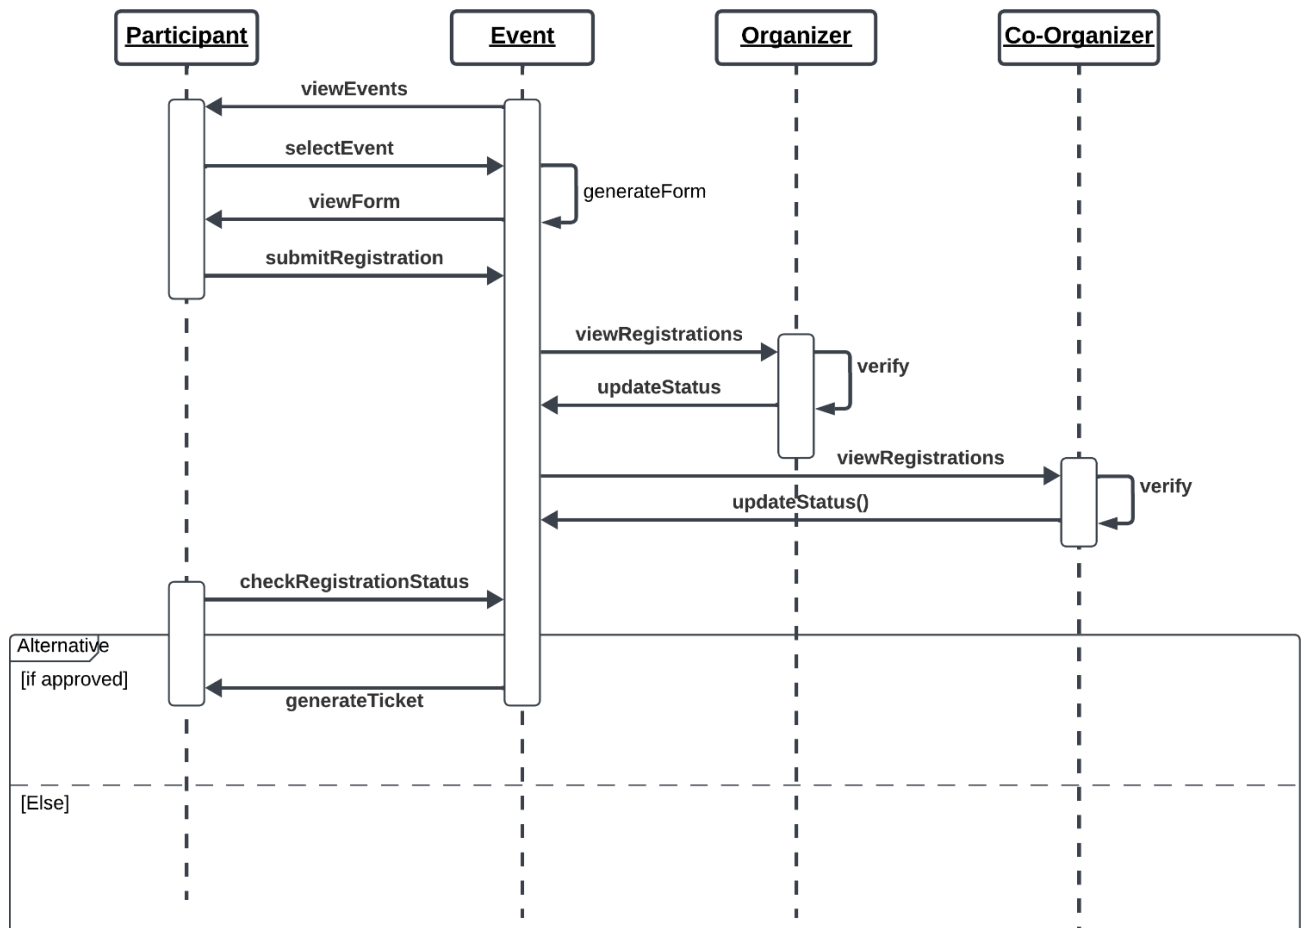 Participant
Event
Organizer
Co-Organizer
viewEvents
selectEvent
generateForm
viewForm
submitRegistration
viewRegistrations
verify
updateStatus
viewRegistrations
verify
updateStatus()
checkRegistrationStatus
Alternative
[if approved]
generateTicket
[Else]